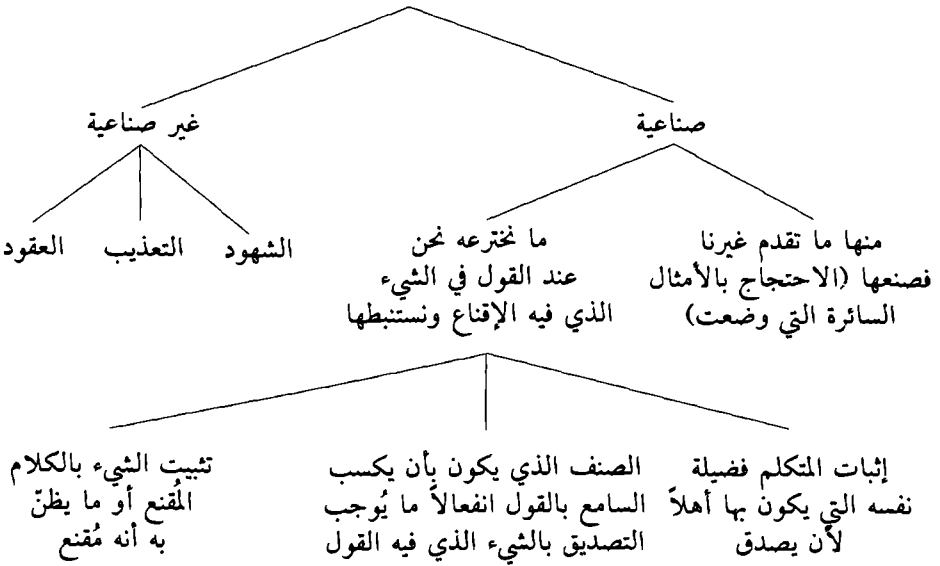 صناعية
غير صناعية
منها ما تقدم غيرنا
فصنعها (الاحتجاج بالأمثال
السائرة التي وضعت)
ما نخترعه نحن
عند القول في الشيء
الذي فيه الإقناع ونستنبطها
الشهود
التعذيب
العقود
إثبات المتكلم فضيلة
نفسه التي يكون بها أهلاً
لأن يصدق
الصنف الذي يكون بأن يكسب
السامع بالقول انفعالاً ما يُوجب
التصديق بالشيء الذي فيه القول
تثبيت الشيء بالكلام
المُقنع أو ما يظنّ
به أنه مُقنع